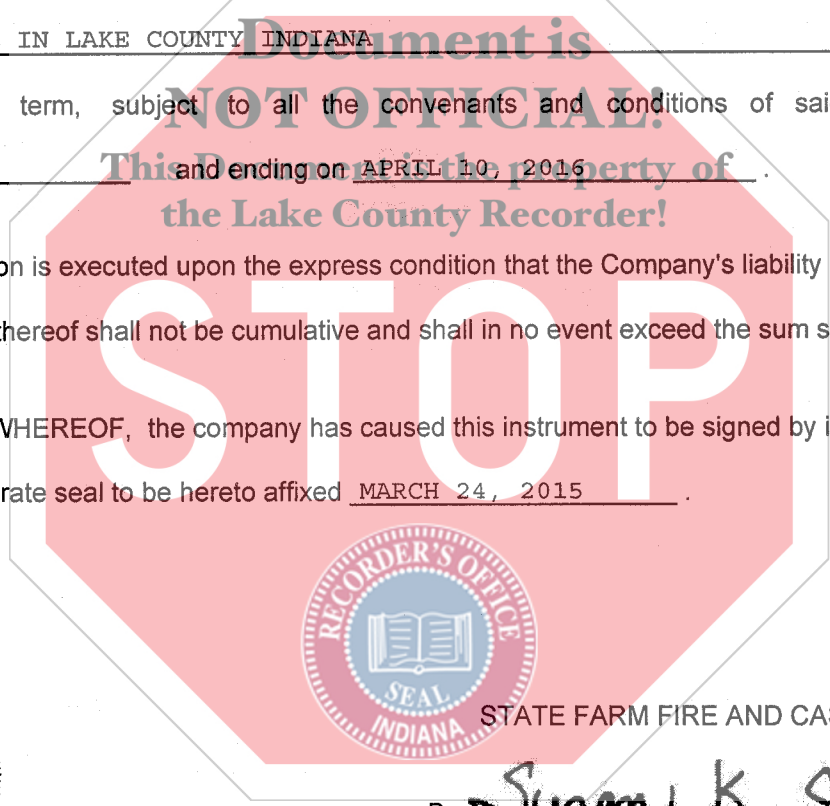 IN LAKE COUNTY INDIANA
Document is
term, subject to all the convenants and conditions of sai
NOT OFFICIAL!
and ending on APRIL 10, 2016 .
This Document is the property of
the Lake County Recorder!
on is executed upon the express condition that the Company's liability
thereof shall not be cumulative and shall in no event exceed the sum s
STOP
WHEREOF, the company has caused this instrument to be signed by i
rate seal to be hereto affixed MARCH 24, 2015 .
RECORDER'S OFFICE
SEAL
INDIANA
STATE FARM FIRE AND CAS